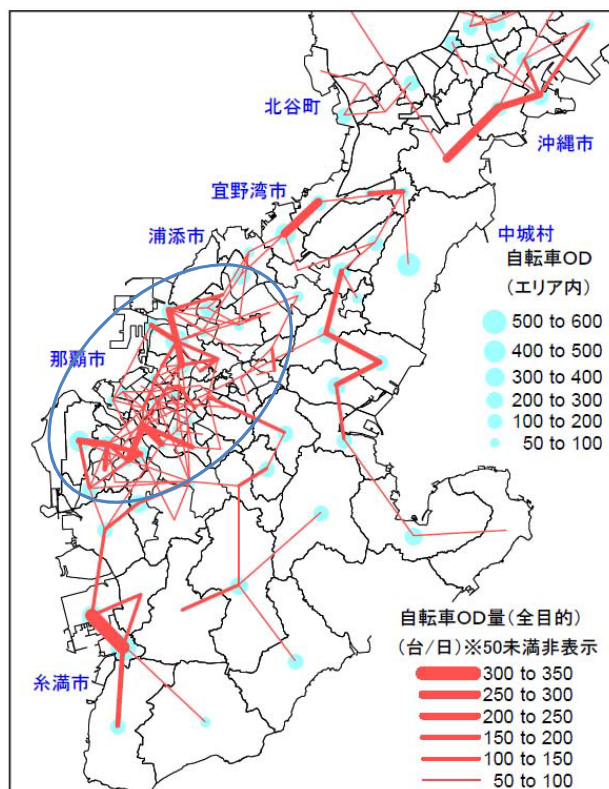 北谷町
沖縄市
宜野湾市
浦添市
中城村
自転車OD
(エリア内)
500 to 600
400 to 500
300 to 400
200 to 300
100 to 200
50 to 100
那覇市
自転車OD量(全目的)
(台/日)※50未満非表示
300 to 350
250 to 300
200 to 250
150 to 200
100 to 150
50 to 100
糸満市